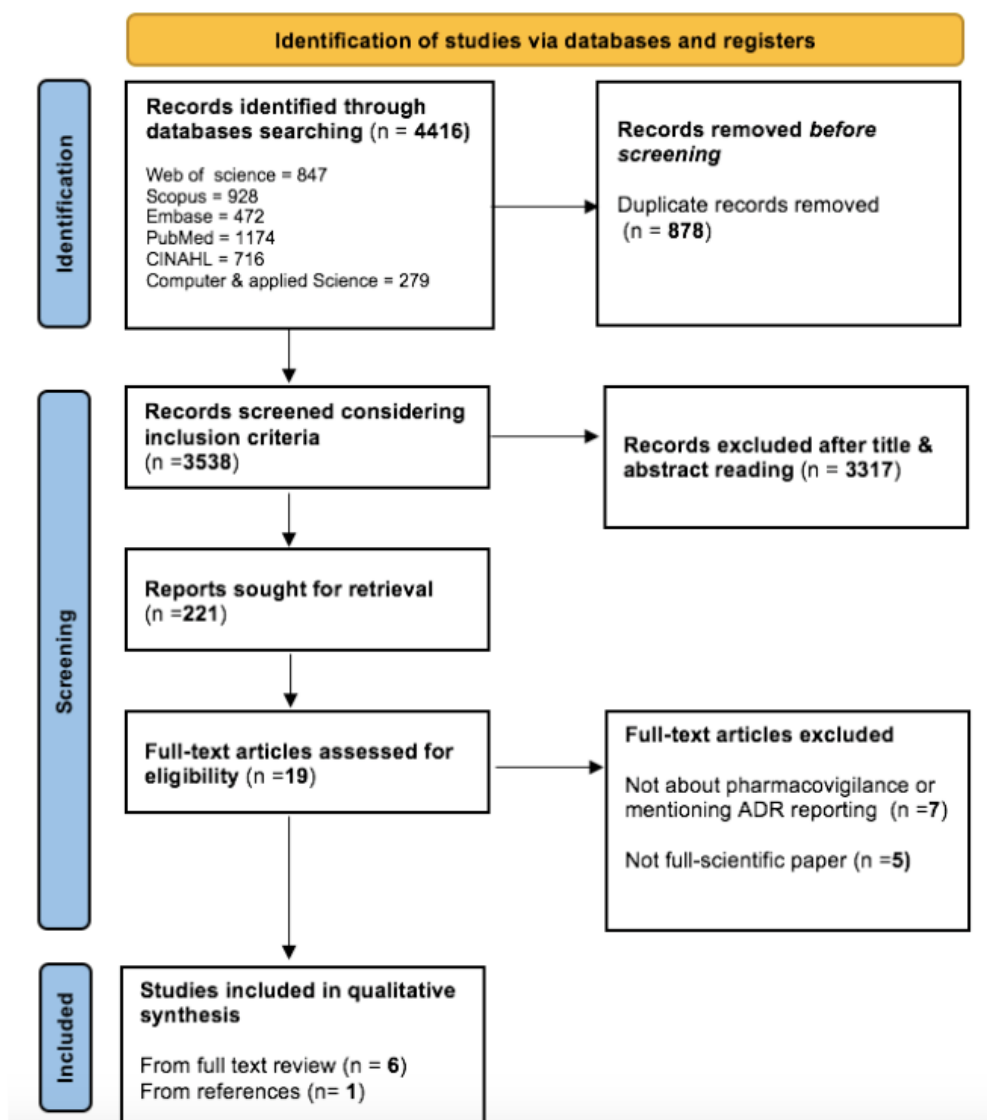 Identification of studies via databases and registers
Identification
Records identified through
databases searching (n = 4416)
Web of science = 847
Scopus = 928
Embase = 472
PubMed = 1174
CINAHL = 716
Computer & applied Science = 279
Records removed before
screening
Duplicate records removed
(n = 878)
Screening
Records screened considering
inclusion criteria
(n =3538)
Records excluded after title &
abstract reading (n = 3317)
Reports sought for retrieval
(n =221)
Full-text articles assessed for
eligibility (n =19)
Full-text articles excluded
Not about pharmacovigilance or
mentioning ADR reporting (n =7)
Not full-scientific paper (n =5)
Included
Studies included in qualitative
synthesis
From full text review (n = 6)
From references (n= 1)